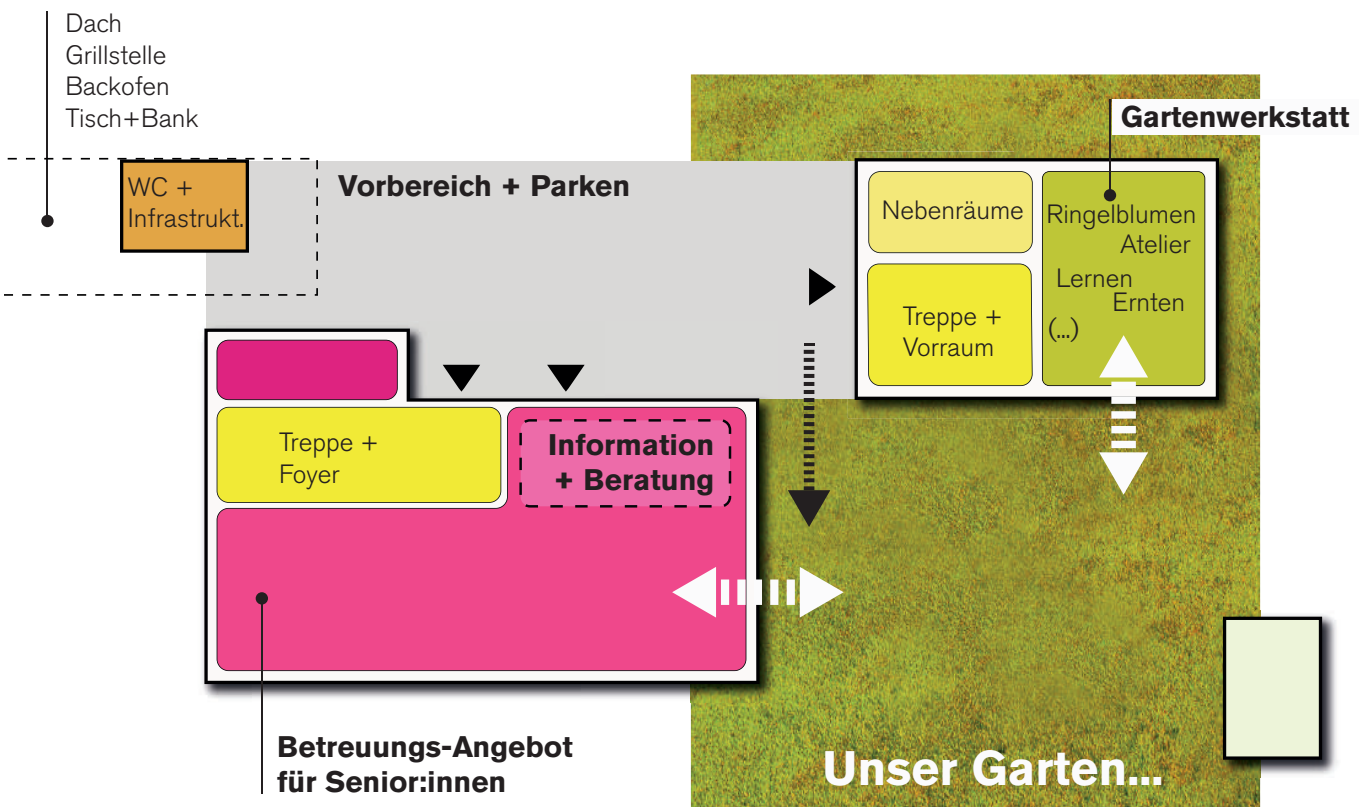 Dach
Grillstelle
Backofen
Tisch+Bank
Gartenwerkstatt
WC +
Infrastrukt.
Vorbereich + Parken
Nebenräume
Ringelblumen
Atelier
Lernen
Ernten
(...)
Treppe +
Vorraum
Treppe +
Foyer
Information
+ Beratung
Betreuungs-Angebot
für Senior:innen
Unser Garten...